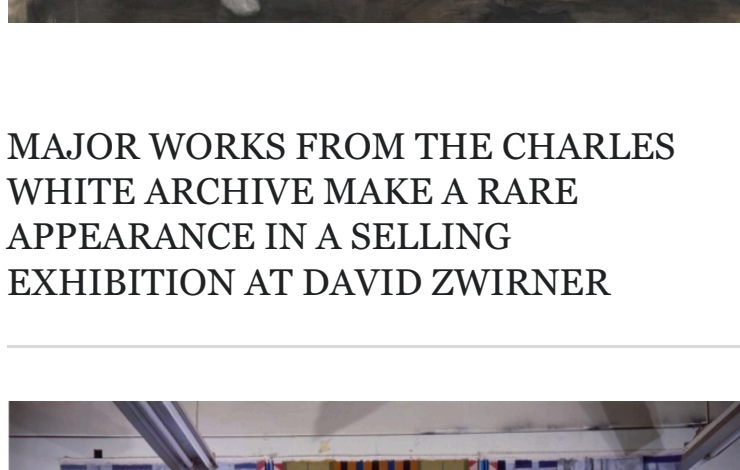 MAJOR WORKS FROM THE CHARLES
WHITE ARCHIVE MAKE A RARE
APPEARANCE IN A SELLING
EXHIBITION AT DAVID ZWIRNER